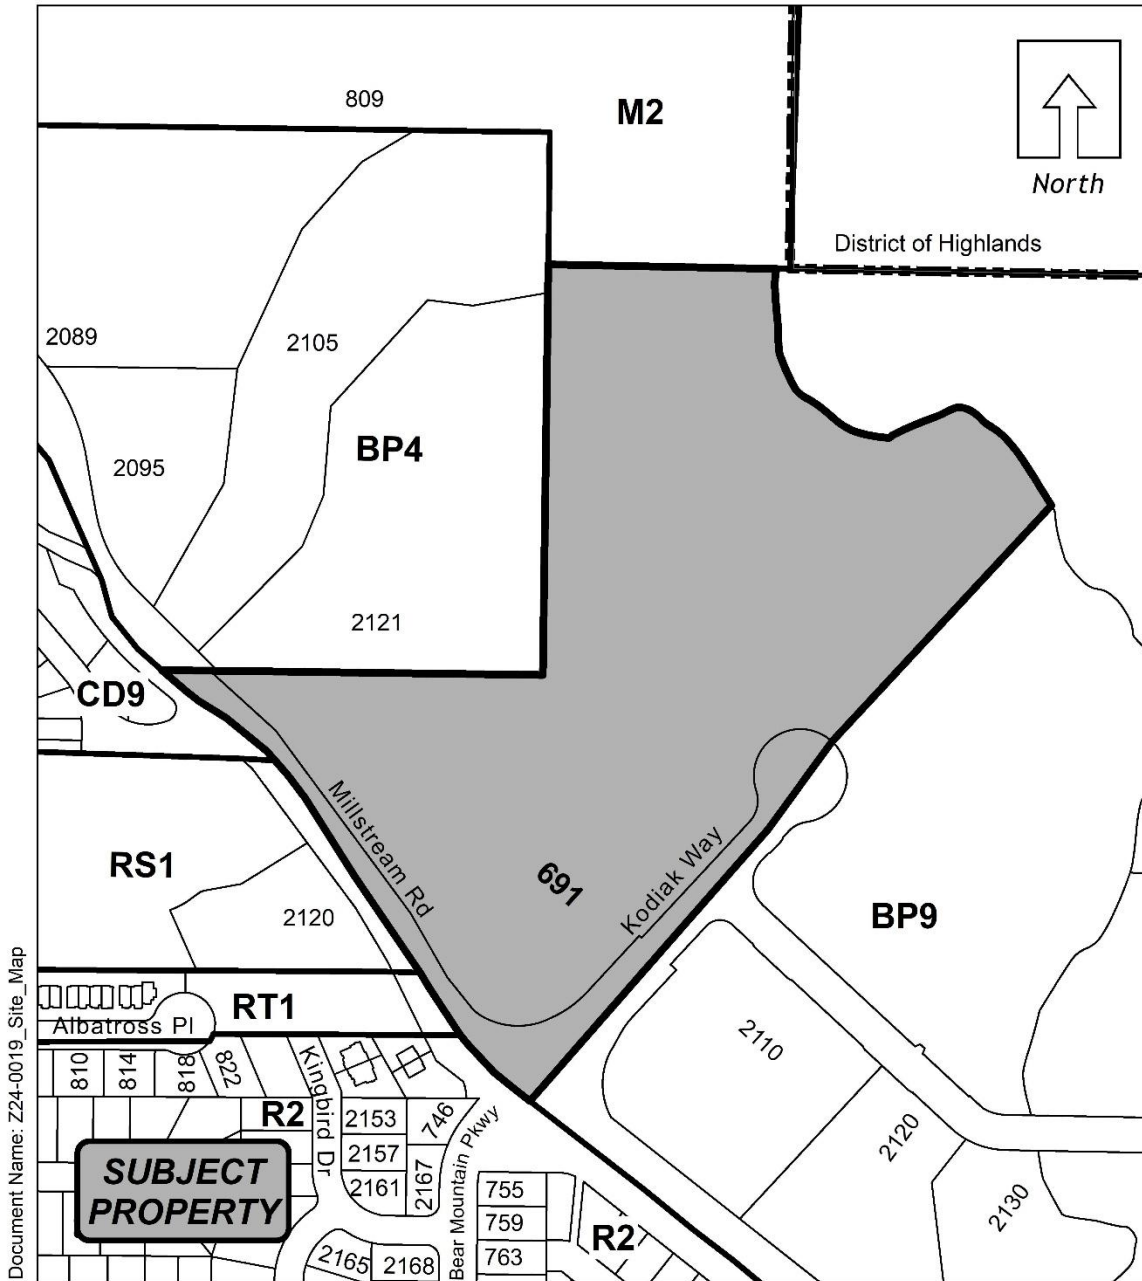 809
M2
North
District of Highlands
2089
2105
BP4
2095
2121
CD9
Millstream Rd
691
Kodiak Way
RS1
2120
BP9
RT1
Albatross Pl
2110
810
814
818
822
Kingbird Dr
R2
2153
746
2157
2161
2167
Bear Mountain Pkwy
2120
2130
755
759
763
R2
2165
2168
SUBJECT
PROPERTY
Document Name: Z24-0019_Site_Map